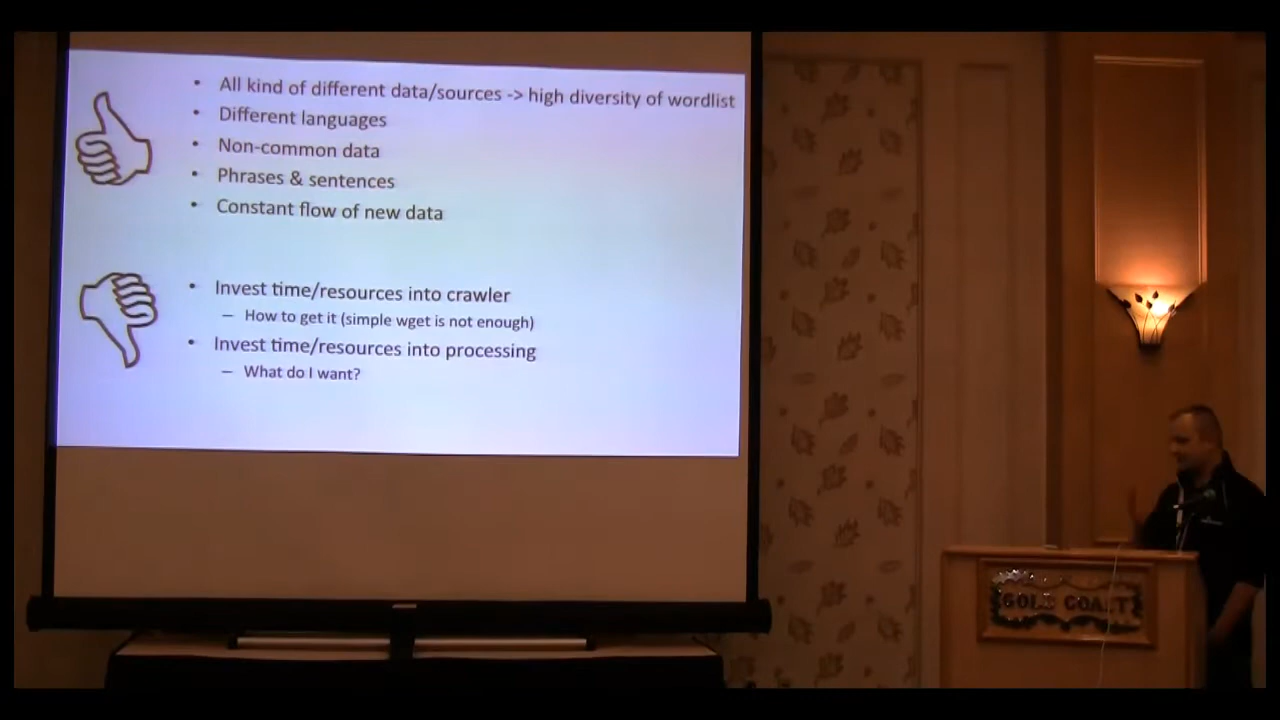 • All kind of different data/sources -> high diversity of wordlist
• Different languages
• Non-common data
• Phrases & sentences
• Constant flow of new data
• Invest time/resources into crawler
– How to get it (simple wget is not enough)
• Invest time/resources into processing
– What do I want?
GOLD COAST